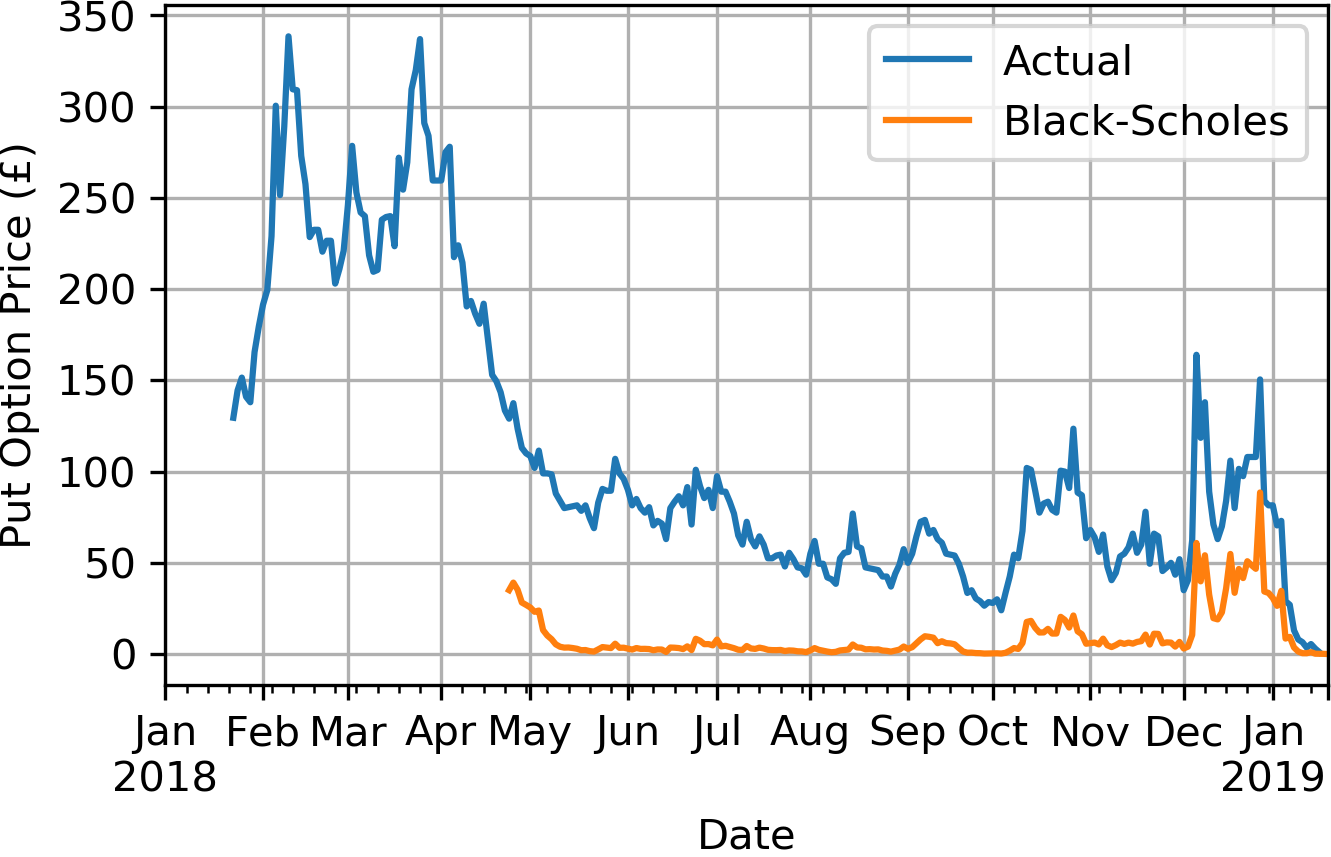 350
300
250
200
150
100
50
0
Put Option Price (£)
Actual
Black-Scholes
Jan Feb Mar Apr May Jun Jul Aug Sep Oct Nov Dec Jan
2018 2019
Date